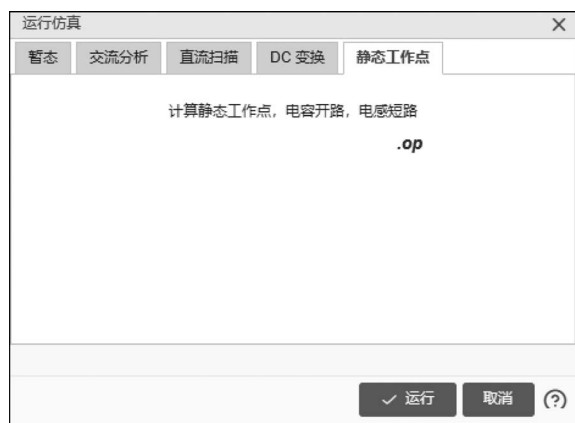 运行仿真
暂态 交流分析 直流扫描 DC 变换 静态工作点
计算静态工作点，电容开路，电感短路
.op
运行 取消